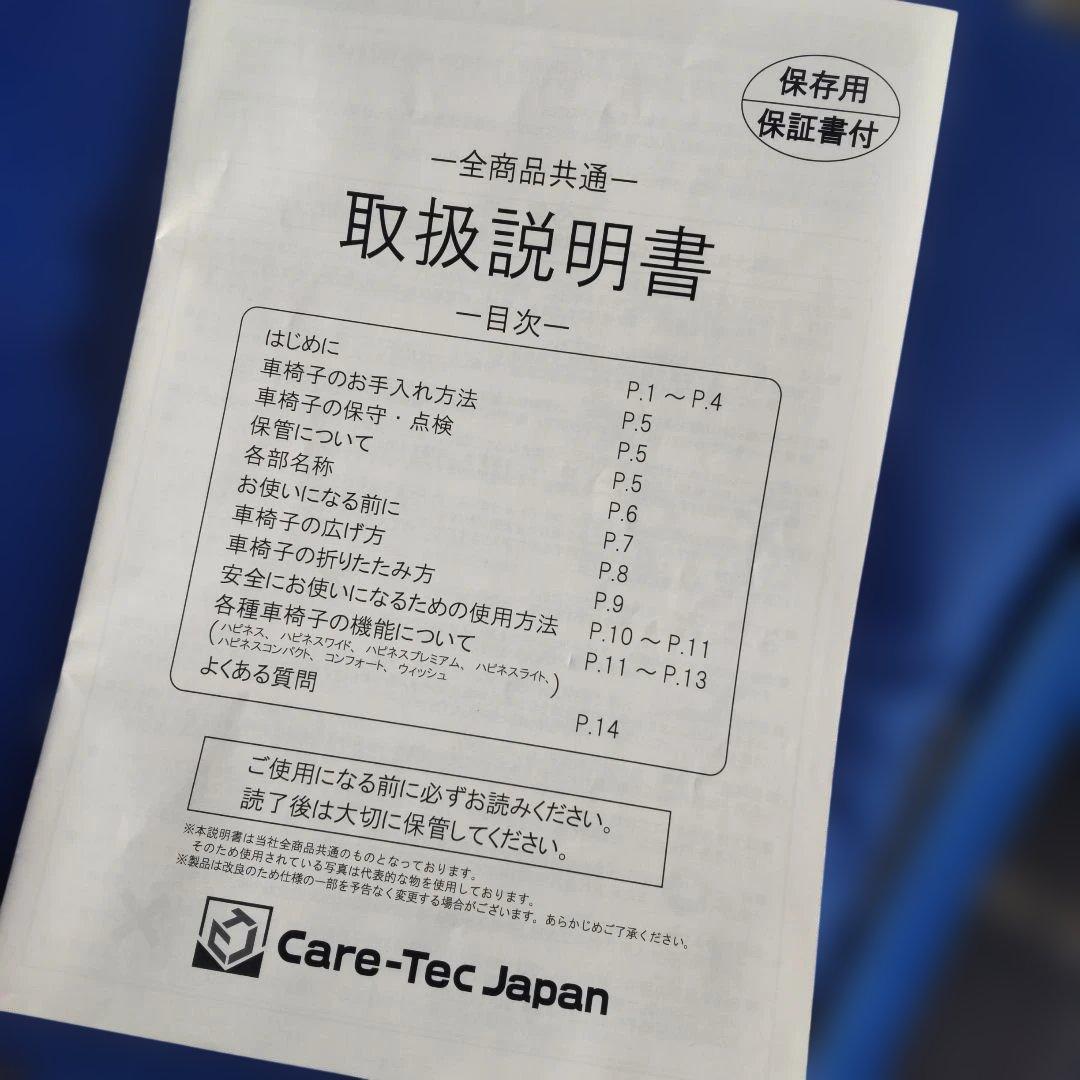 保存用
保証書付
―全商品共通―
取扱説明書
―目次―
はじめに P.1 ～ P.4
車椅子のお手入れ方法 P.5
車椅子の保守・点検 P.5
保管について P.5
各部名称 P.6
お使いになる前に P.7
車椅子の広げ方 P.8
車椅子の折りたたみ方 P.9
安全にお使いになるための使用方法 P.10 ～ P.11
各種車椅子の機能について P.11 ～ P.13
(ハピネス、ハピネスワイド、ハピネスプレミアム、ハピネスライト、
ハピネスコンパクト、コンフォート、ウィッシュ)
よくある質問 P.14
ご使用になる前に必ずお読みください。
読了後は大切に保管してください。
※本説明書は当社全商品共通のものとなっております。
そのため使用されている写真は代表的な物を使用しております。
※製品は改良のため仕様の一部を予告なく変更する場合がございます。あらかじめご了承ください。
Care-Tec Japan